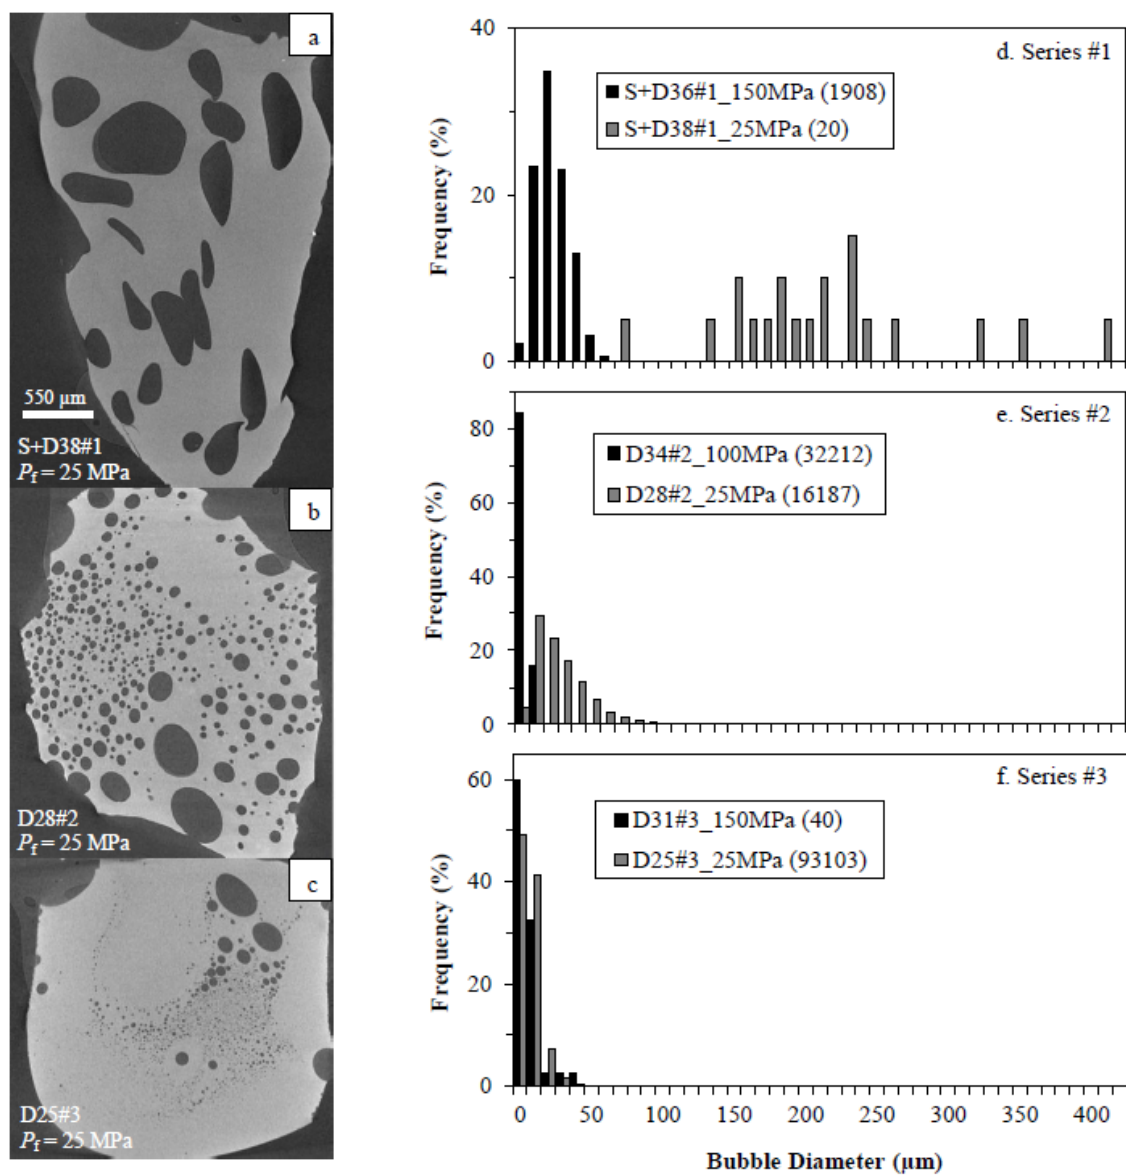 a
550 µm
S+D38#1
Pf = 25 MPa
b
D28#2
Pf = 25 MPa
c
D25#3
Pf = 25 MPa
d. Series #1
S+D36#1_150MPa (1908)
S+D38#1_25MPa (20)
Frequency (%)
40
20
0
e. Series #2
D34#2_100MPa (32212)
D28#2_25MPa (16187)
Frequency (%)
80
60
40
20
0
f. Series #3
D31#3_150MPa (40)
D25#3_25MPa (93103)
Frequency (%)
60
40
20
0
0 50 100 150 200 250 300 350 400
Bubble Diameter (µm)